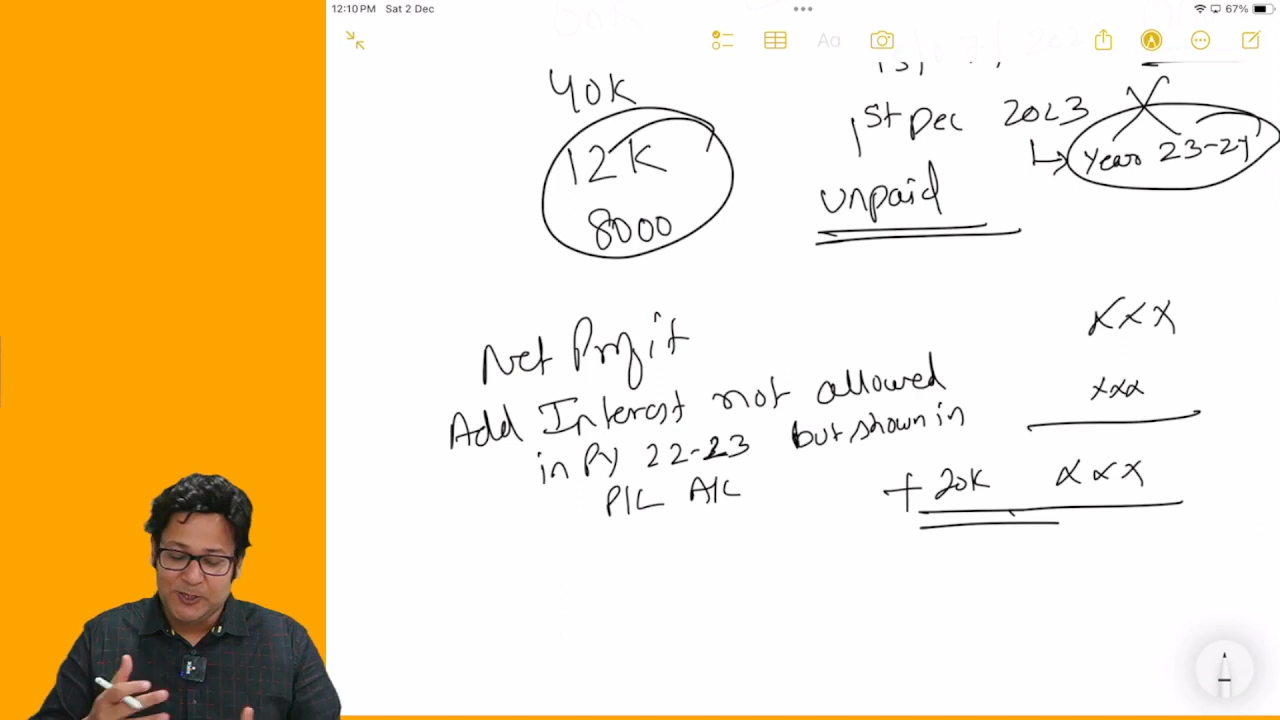 12:10 PM Sat 2 Dec
67%
Aa
40K
12K
8000
1st Dec 2023
Year 23-24
unpaid
Net Profit xxx
Add Interest not allowed xxx
in Py 22-23 but shown in
P/L A/C
+ 20K xxx